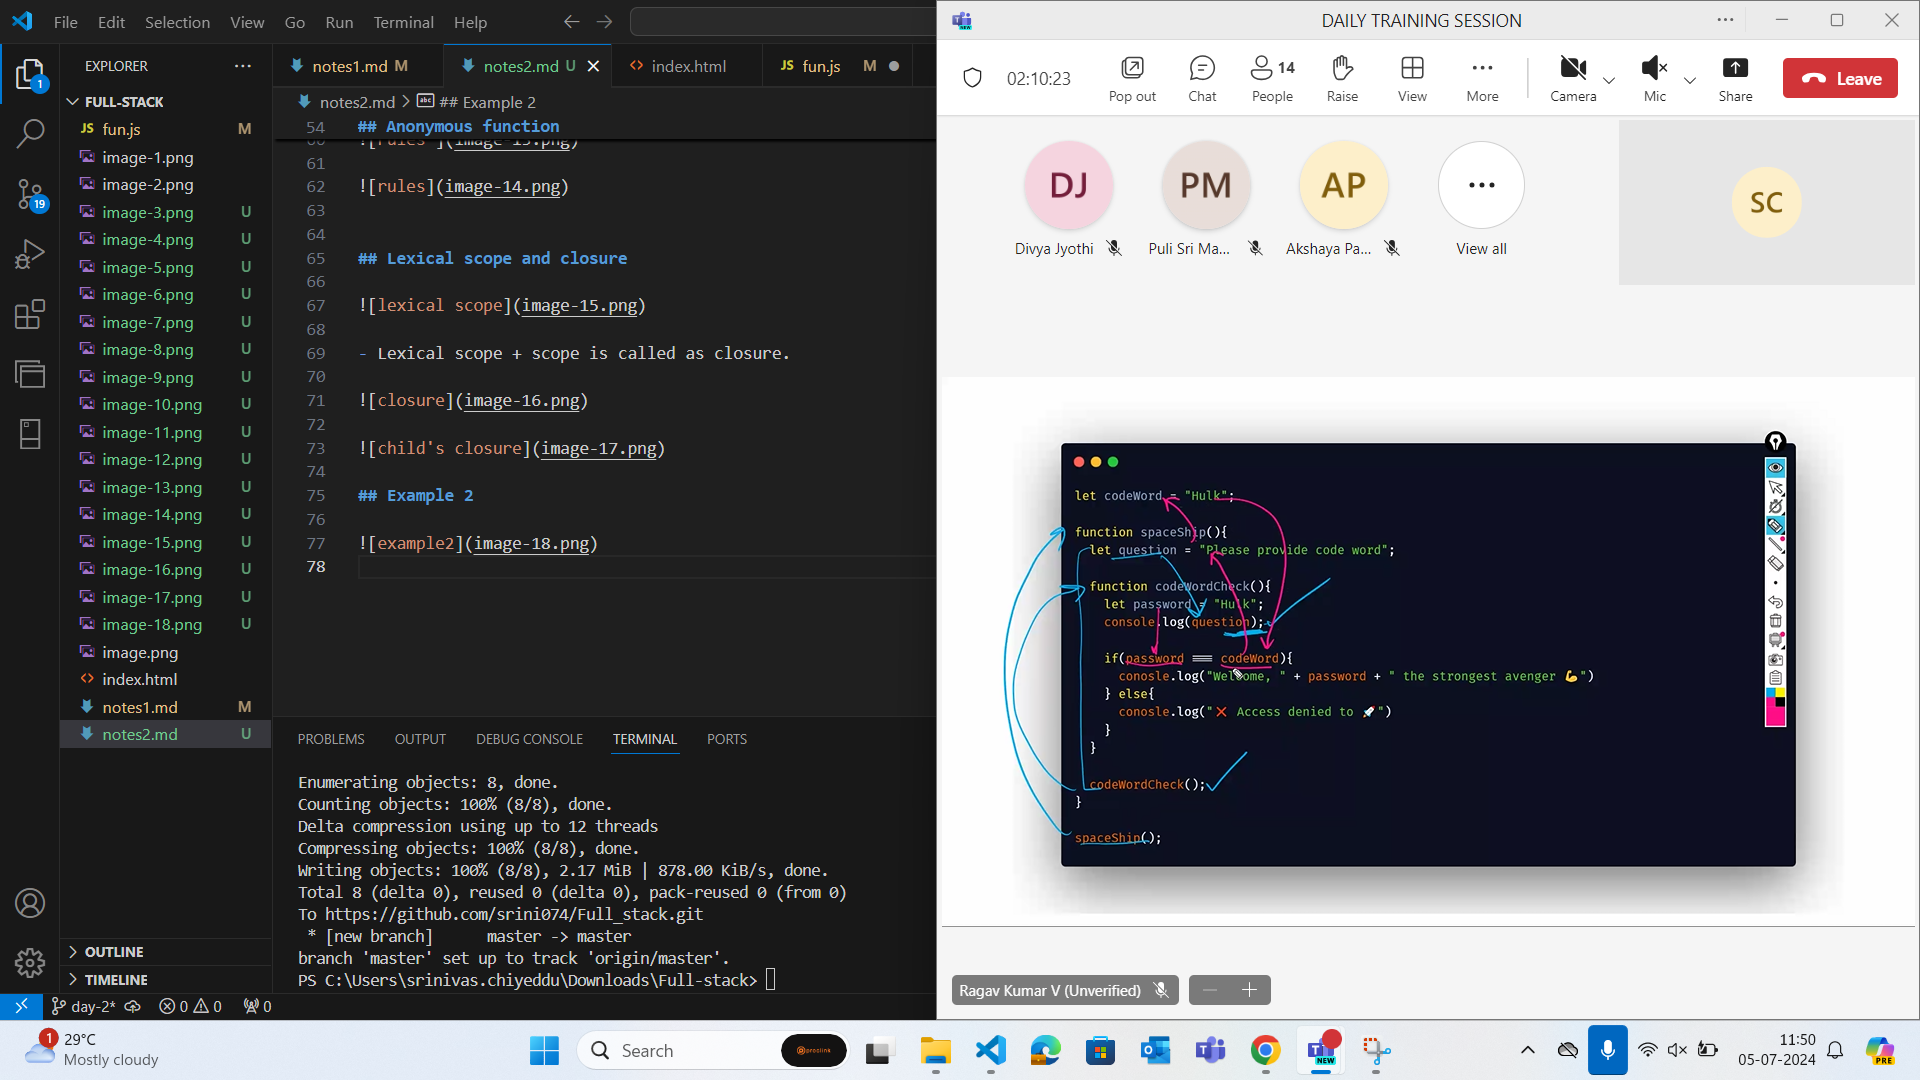 File Edit Selection View Go Run Terminal Help
EXPLORER
FULL-STACK
JS fun.js M
image-1.png
image-2.png
image-3.png U
image-4.png U
image-5.png U
image-6.png U
image-7.png U
image-8.png U
image-9.png U
image-10.png U
image-11.png U
image-12.png U
image-13.png U
image-14.png U
image-15.png U
image-16.png U
image-17.png U
image-18.png U
image.png
<> index.html
notes1.md M
notes2.md U
OUTLINE
TIMELINE
1
19
notes1.md M
notes2.md U
<> index.html
JS fun.js M
notes2.md > abc ## Example 2
54 ## Anonymous function
60 ![rules ](image-13.png)
61
62 ![rules](image-14.png)
63
64
65 ## Lexical scope and closure
66
67 ![lexical scope](image-15.png)
68
69 - Lexical scope + scope is called as closure.
70
71 ![closure](image-16.png)
72
73 ![child's closure](image-17.png)
74
75 ## Example 2
76
77 ![example2](image-18.png)
78
PROBLEMS OUTPUT DEBUG CONSOLE TERMINAL PORTS
Enumerating objects: 8, done.
Counting objects: 100% (8/8), done.
Delta compression using up to 12 threads
Compressing objects: 100% (8/8), done.
Writing objects: 100% (8/8), 2.17 MiB | 878.00 KiB/s, done.
Total 8 (delta 0), reused 0 (delta 0), pack-reused 0 (from 0)
To https://github.com/srini074/Full_stack.git
* [new branch] master -> master
branch 'master' set up to track 'origin/master'.
PS C:\Users\srinivas.chiyeddu\Downloads\Full-stack>
day-2* 0 0 0
DAILY TRAINING SESSION
02:10:23
Pop out
Chat
14
People
Raise
View
More
Camera
Mic
Share
Leave
DJ
PM
AP
SC
Divya Jyothi
Puli Sri Ma...
Akshaya Pa...
View all
let codeWord = "Hulk";
function spaceShip(){
let question = "Please provide code word";
function codeWordCheck(){
let password = "Hulk";
console.log(question);
if(password === codeWord){
console.log("Welcome, " + password + " the strongest avenger 💪")
} else{
console.log("❌ Access denied to 🚀")
}
}
codeWordCheck();
}
spaceShip();
Ragav Kumar V (Unverified)
1
29°C
Mostly cloudy
Search
proclink
NEW
11:50
05-07-2024
PRE